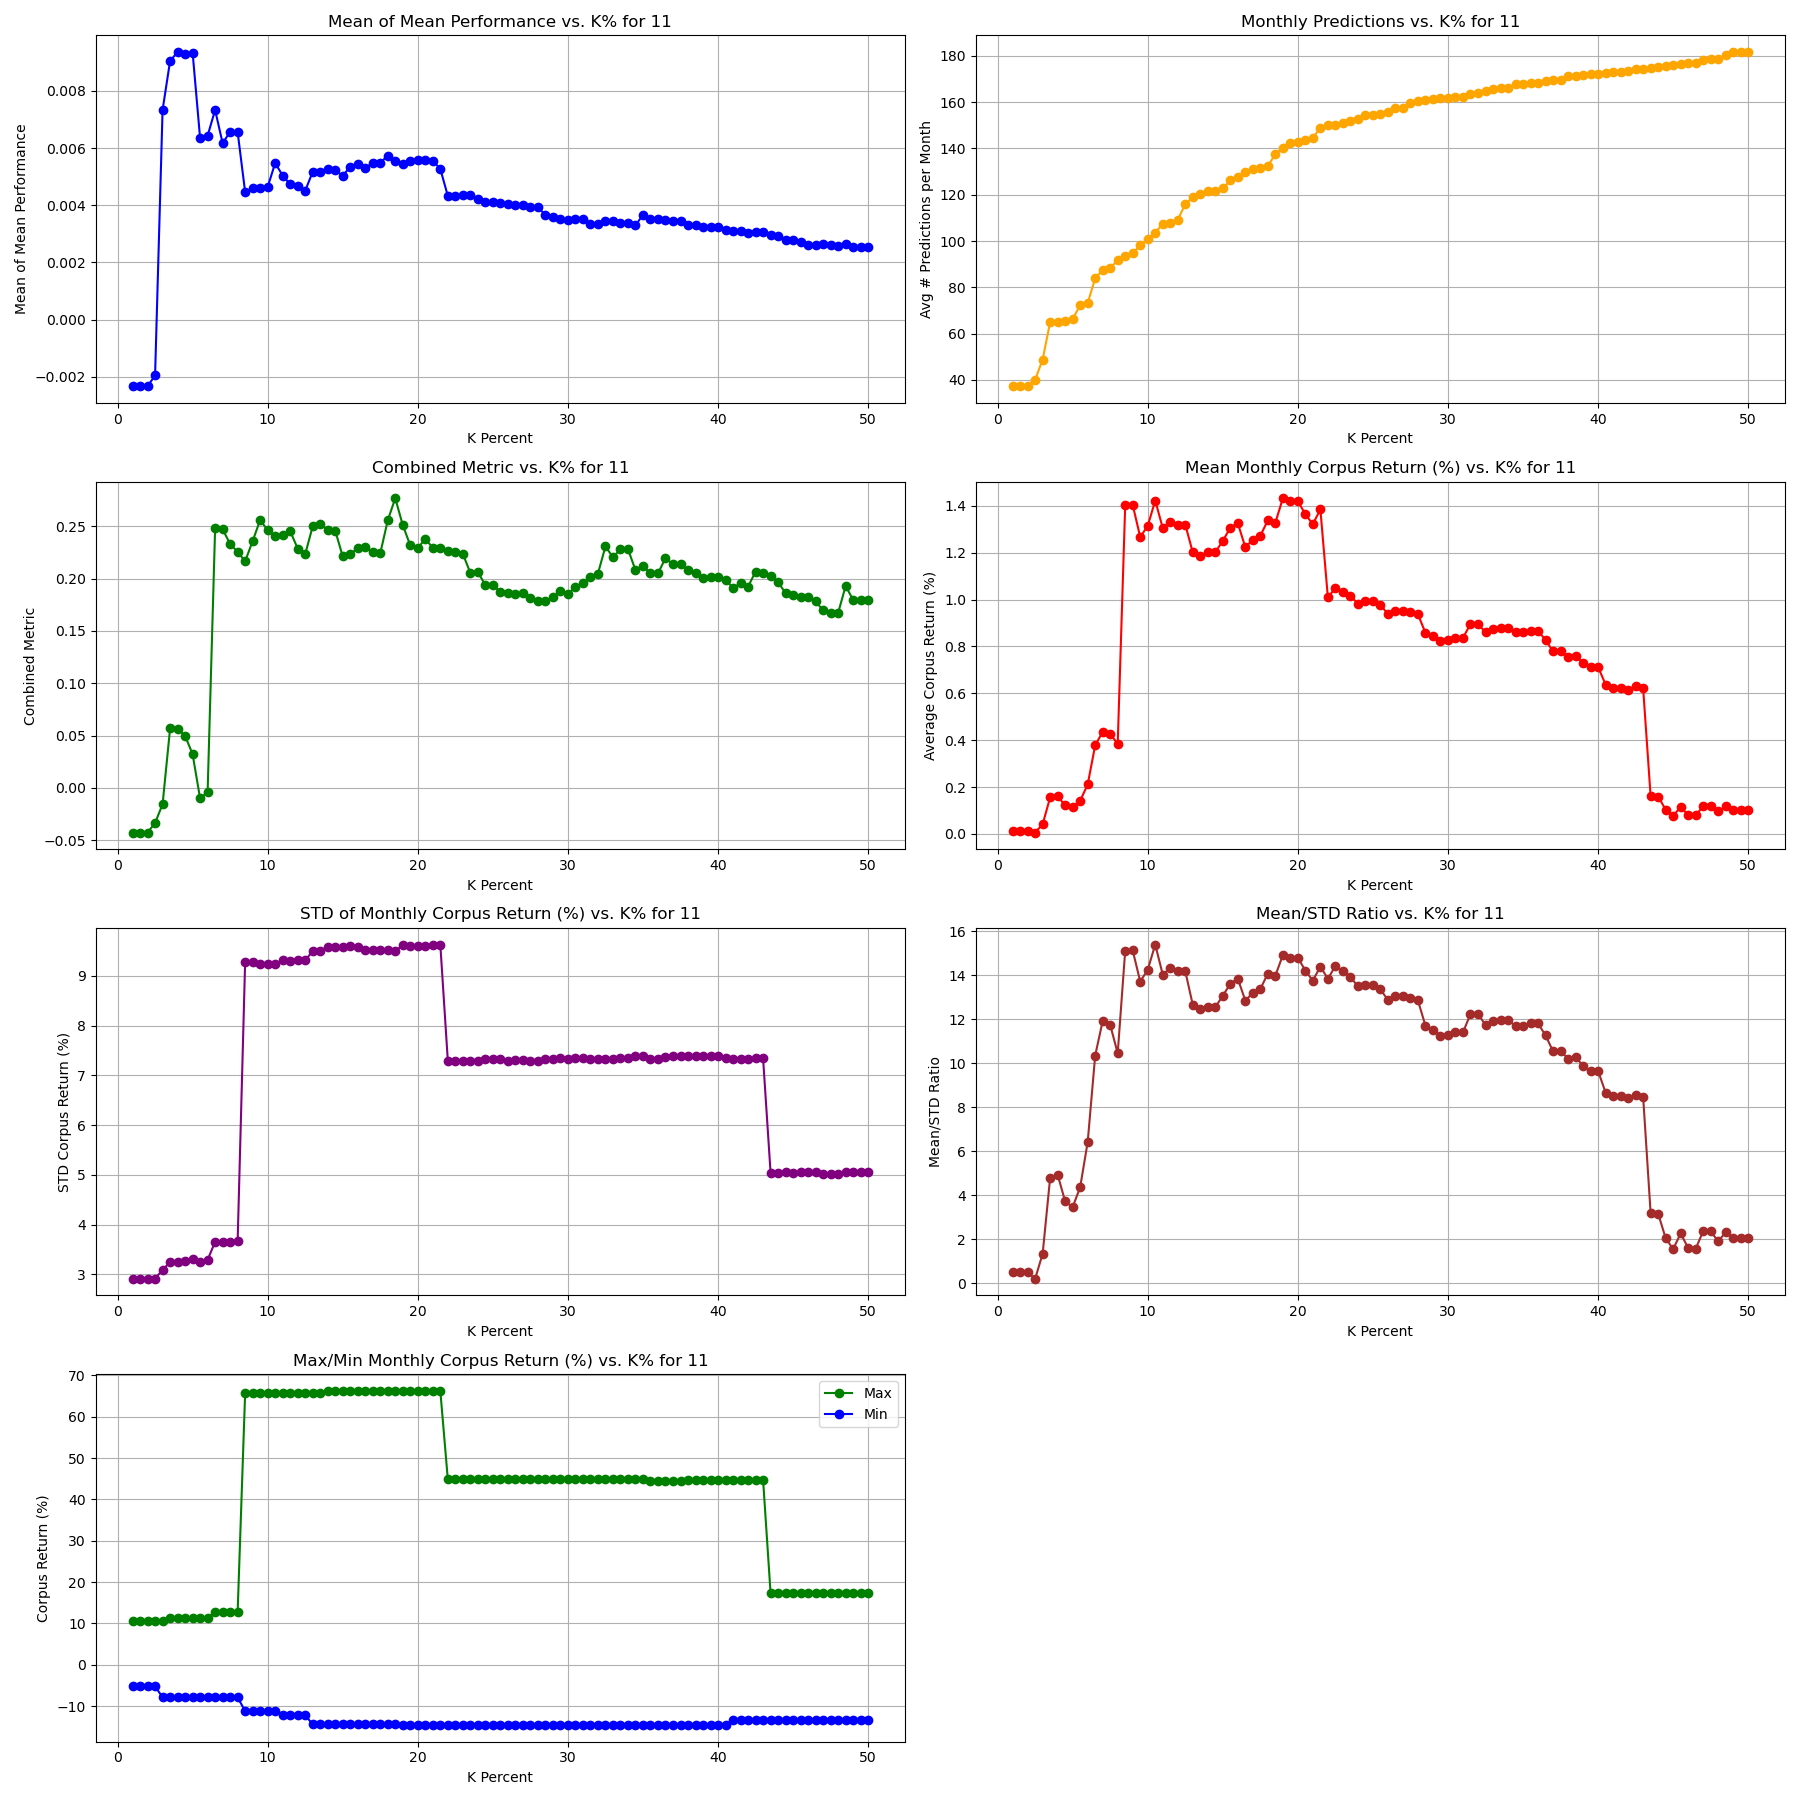 Mean of Mean Performance vs. K% for 11
Mean of Mean Performance
0.008
0.006
0.004
0.002
0.000
−0.002
0 10 20 30 40 50
K Percent
Monthly Predictions vs. K% for 11
Avg # Predictions per Month
180
160
140
120
100
80
60
40
0 10 20 30 40 50
K Percent
Combined Metric vs. K% for 11
Combined Metric
0.25
0.20
0.15
0.10
0.05
0.00
−0.05
0 10 20 30 40 50
K Percent
Mean Monthly Corpus Return (%) vs. K% for 11
Average Corpus Return (%)
1.4
1.2
1.0
0.8
0.6
0.4
0.2
0.0
0 10 20 30 40 50
K Percent
STD of Monthly Corpus Return (%) vs. K% for 11
STD Corpus Return (%)
9
8
7
6
5
4
3
0 10 20 30 40 50
K Percent
Mean/STD Ratio vs. K% for 11
Mean/STD Ratio
16
14
12
10
8
6
4
2
0
0 10 20 30 40 50
K Percent
Max/Min Monthly Corpus Return (%) vs. K% for 11
Corpus Return (%)
70
60
50
40
30
20
10
0
−10
Max
Min
0 10 20 30 40 50
K Percent